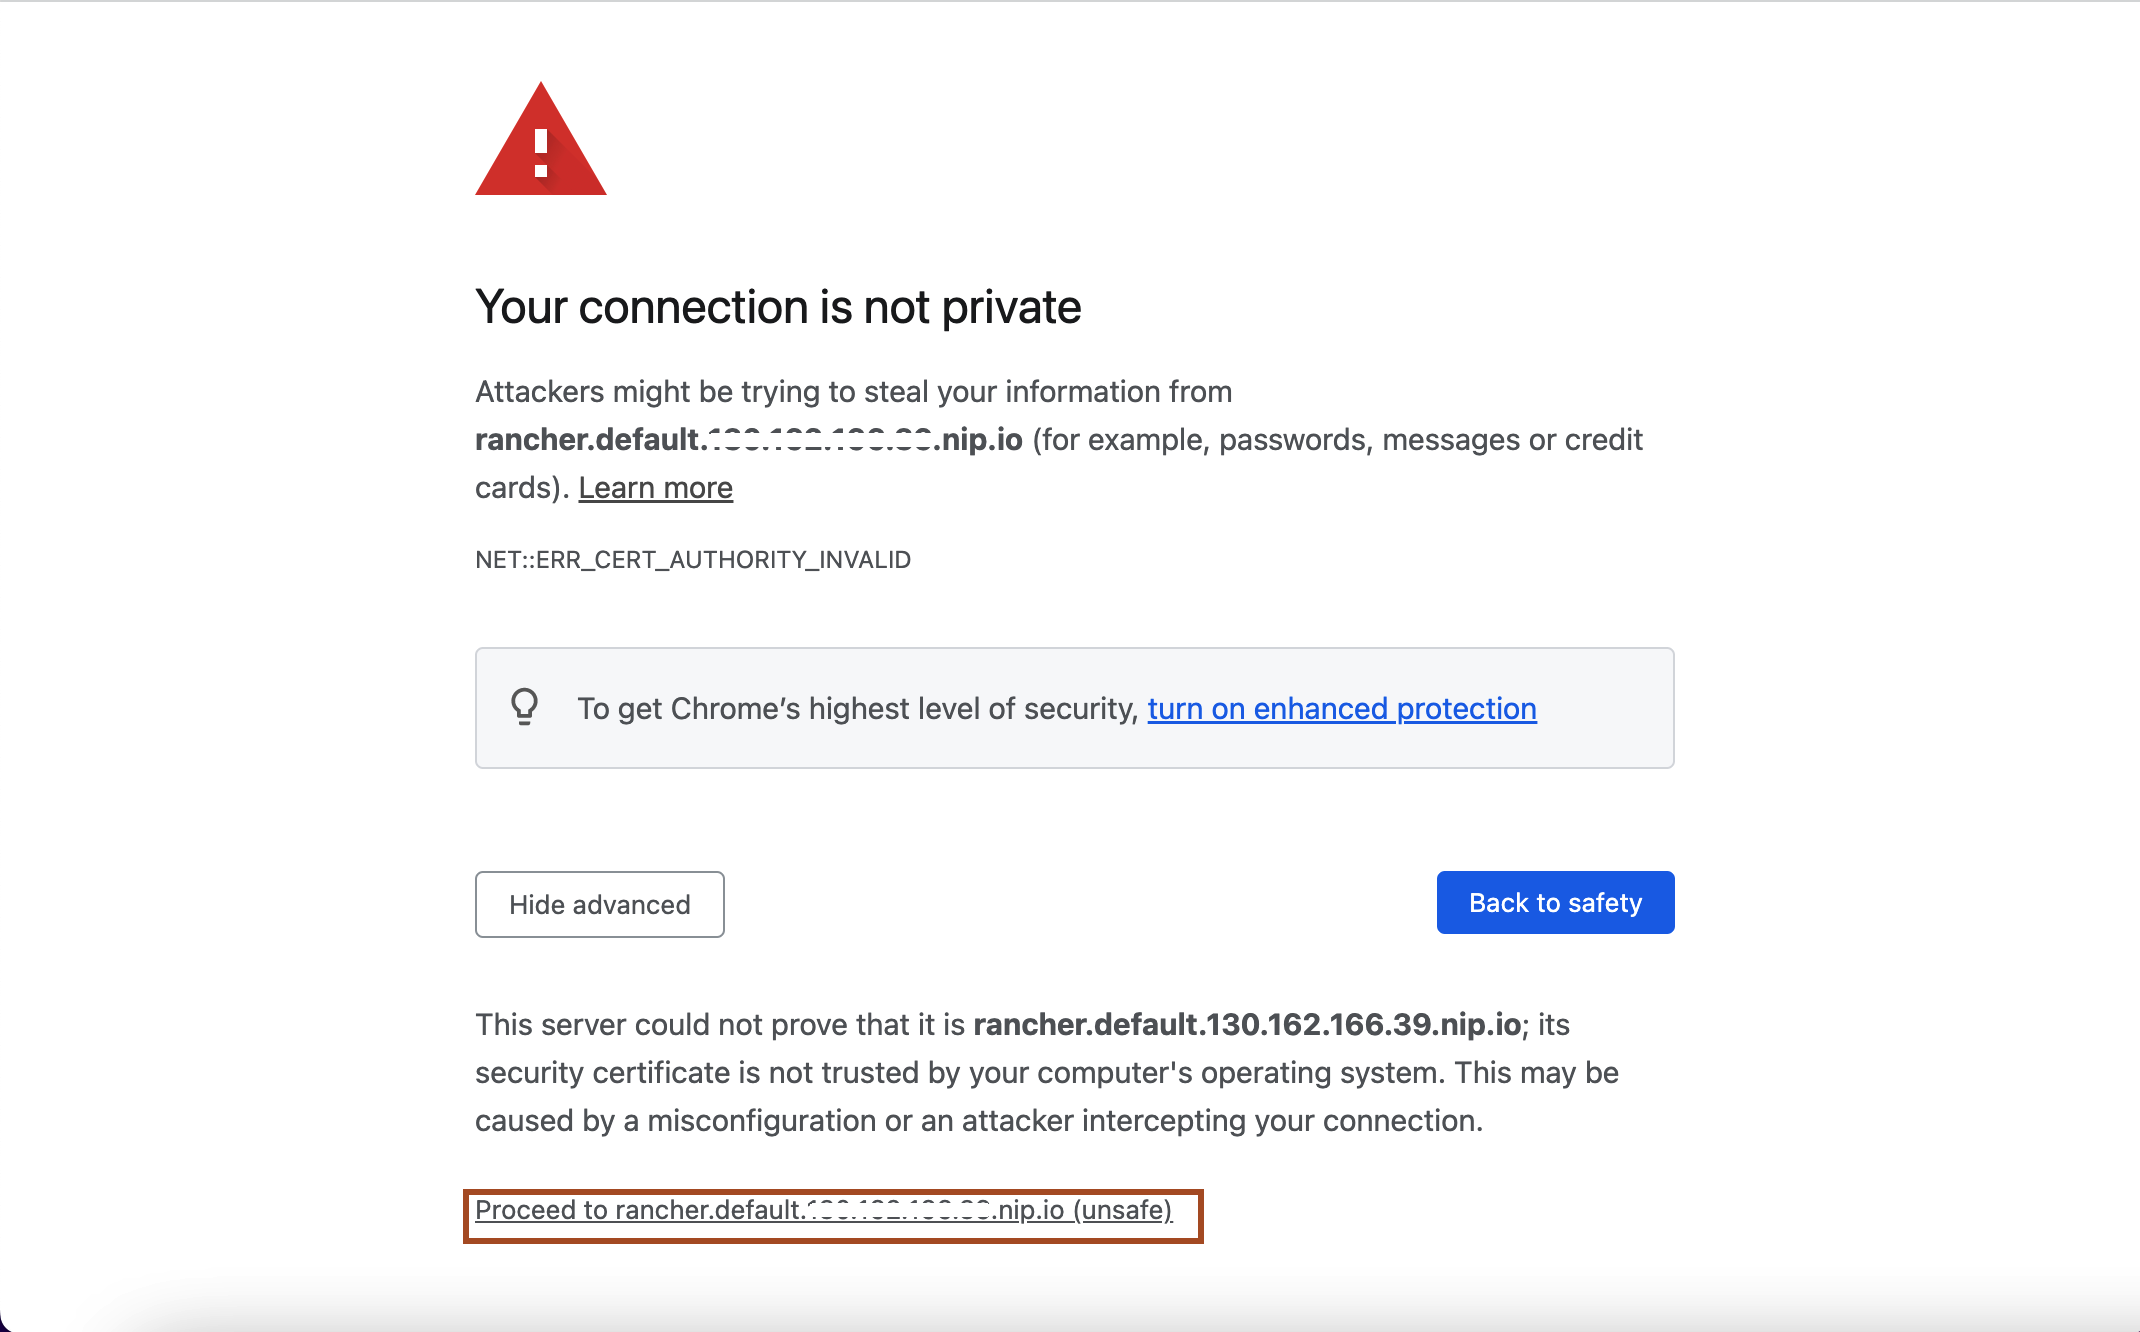 Your connection is not private
Attackers might be trying to steal your information from
rancher.default. .nip.io (for example, passwords, messages or credit
cards). Learn more
NET::ERR_CERT_AUTHORITY_INVALID
To get Chrome’s highest level of security, turn on enhanced protection
Hide advanced
Back to safety
This server could not prove that it is rancher.default.130.162.166.39.nip.io; its
security certificate is not trusted by your computer's operating system. This may be
caused by a misconfiguration or an attacker intercepting your connection.
Proceed to rancher.default. .nip.io (unsafe)